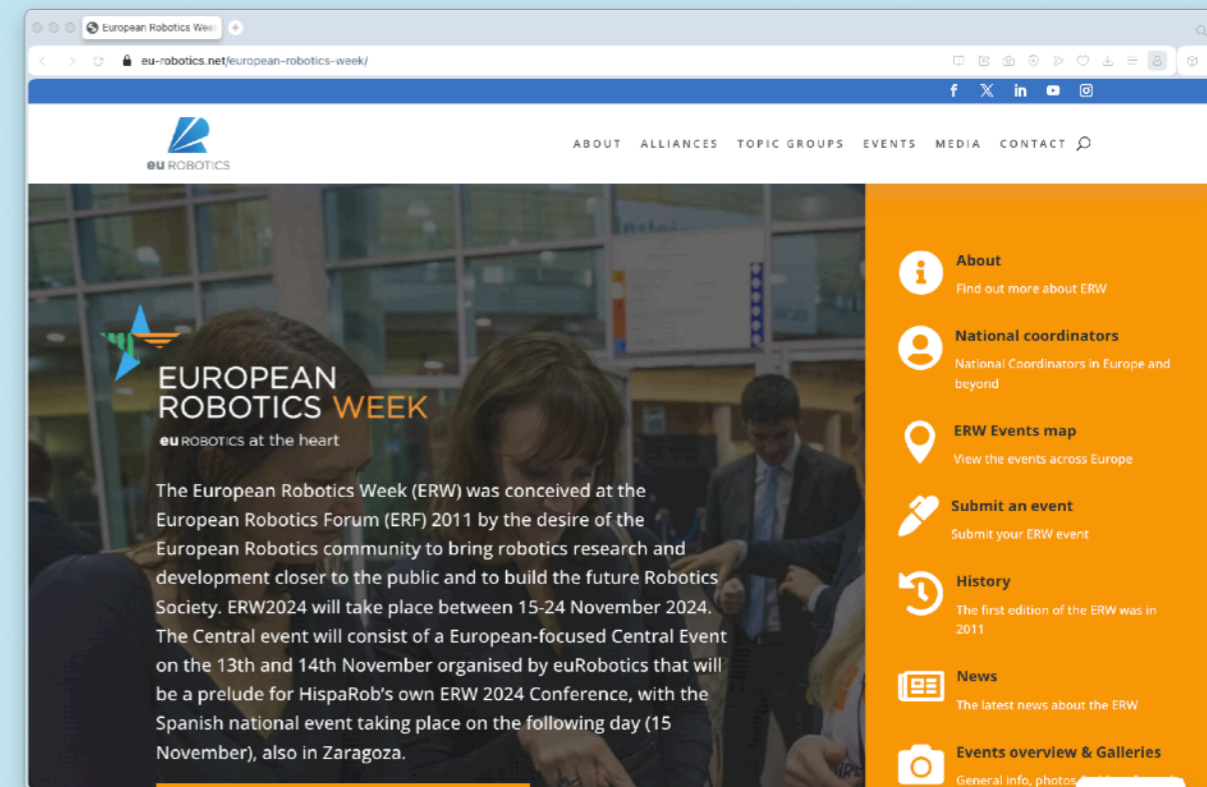 European Robotics Wee
eu-robotics.net/european-robotics-week/
eu ROBOTICS
ABOUT ALLIANCES TOPIC GROUPS EVENTS MEDIA CONTACT
EUROPEAN
ROBOTICS WEEK
eu ROBOTICS at the heart
The European Robotics Week (ERW) was conceived at the
European Robotics Forum (ERF) 2011 by the desire of the
European Robotics community to bring robotics research and
development closer to the public and to build the future Robotics
Society. ERW2024 will take place between 15-24 November 2024.
The Central event will consist of a European-focused Central Event
on the 13th and 14th November organised by euRobotics that will
be a prelude for HispaRob's own ERW 2024 Conference, with the
Spanish national event taking place on the following day (15
November), also in Zaragoza.
About
Find out more about ERW
National coordinators
National Coordinators in Europe and
beyond
ERW Events map
View the events across Europe
Submit an event
Submit your ERW event
History
The first edition of the ERW was in
2011
News
The latest news about the ERW
Events overview & Galleries
General info, photos